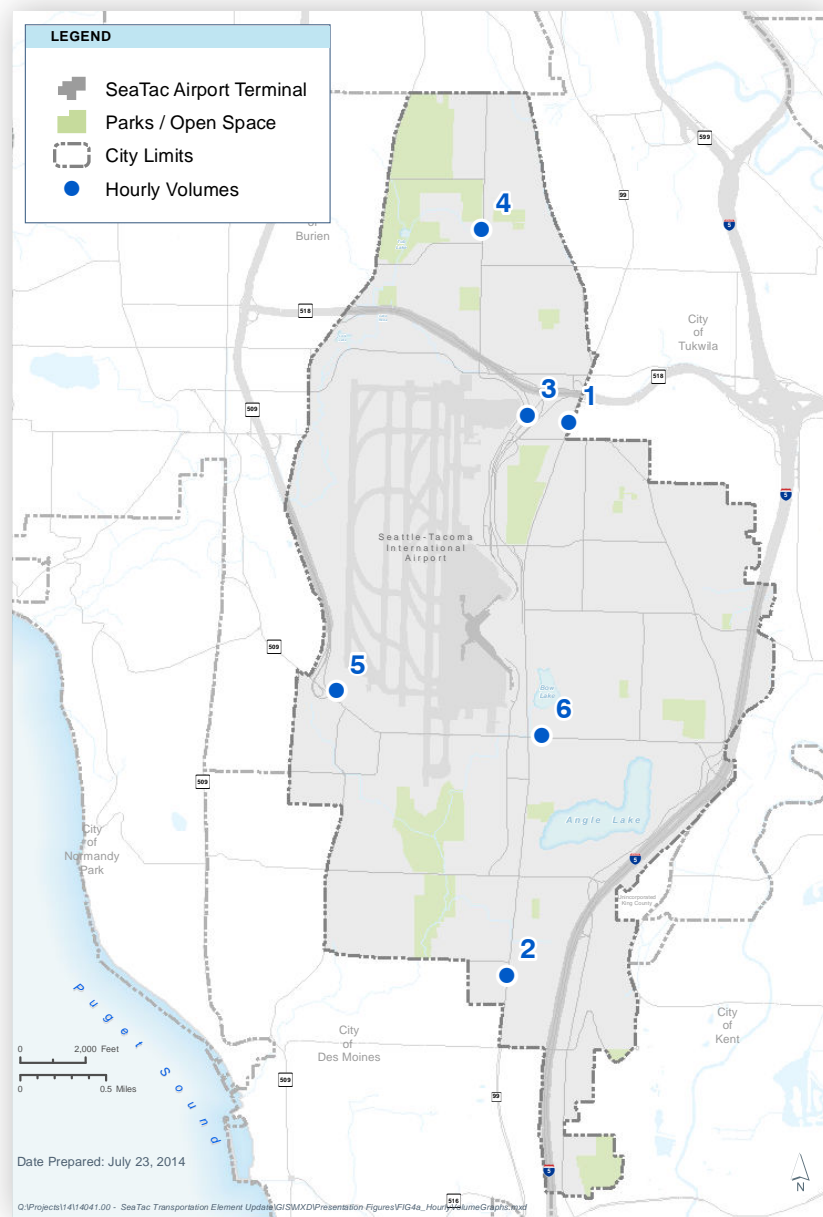 LEGEND
SeaTac Airport Terminal
Parks / Open Space
City Limits
Hourly Volumes
of
Burien
4
599
99
5
518
City
of
Tukwila
3
1
518
509
5
Seattle-Tacoma
International
Airport
509
5
Bow
Lake
6
509
City
of
Normandy
Park
Angle Lake
5
Unincorporated
King County
2
Puget Sound
City
of
Kent
City
of
Des Moines
0 2,000 Feet
0 0.5 Miles
509
99
Date Prepared: July 23, 2014
5
N
516
Q:\Projects\14\14041.00 - SeaTac Transportation Element Update\GIS\MXD\Presentation Figures\FIG4a_HourlyVolumeGraphs.mxd